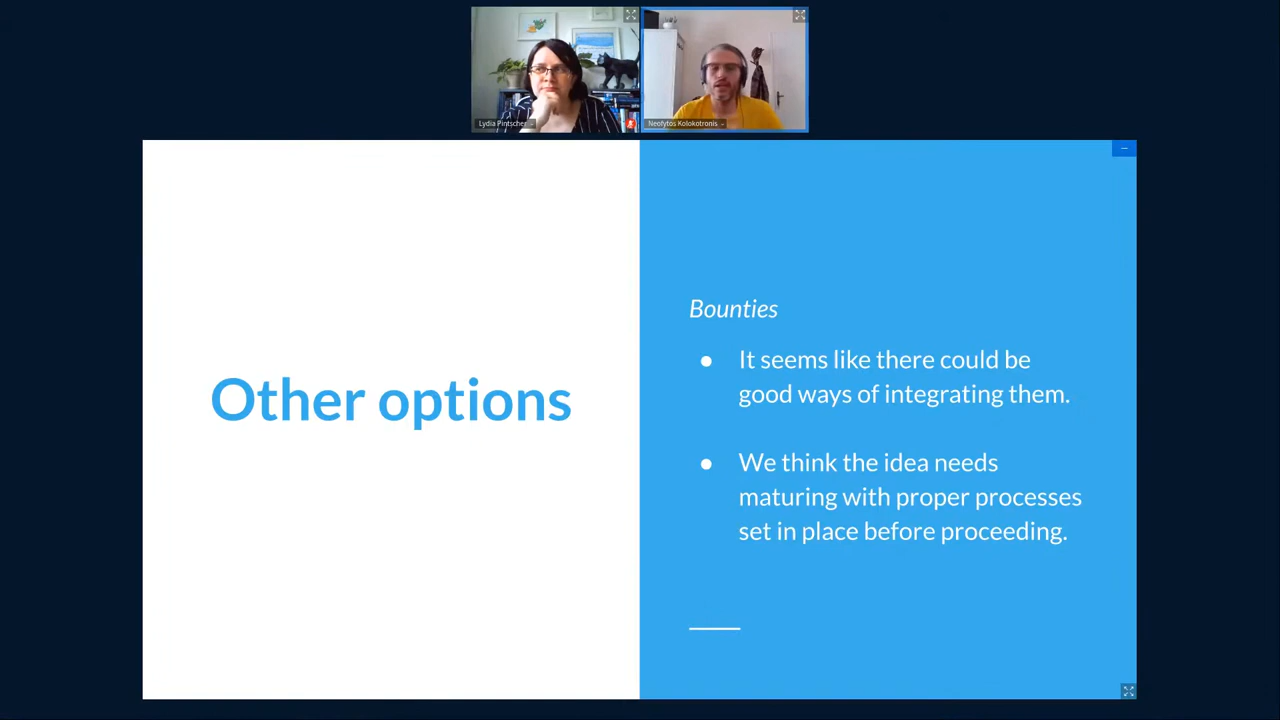 Lydia Pintscher
Neofytos Kolokotronis
Other options
Bounties
● It seems like there could be
good ways of integrating them.
● We think the idea needs
maturing with proper processes
set in place before proceeding.